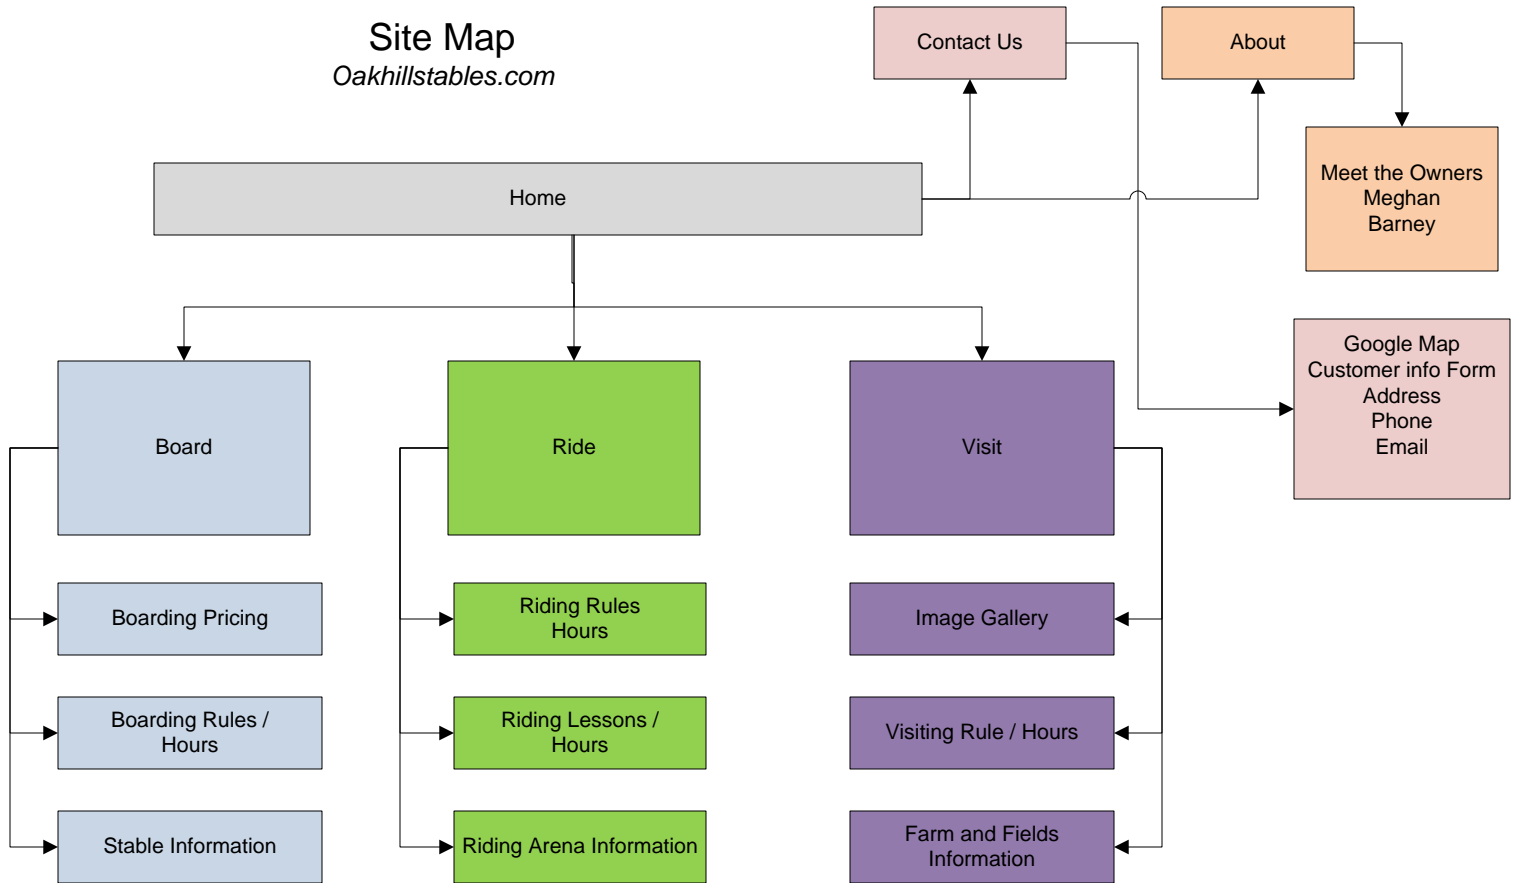 Site Map
Oakhillstables.com
Contact Us
About
Meet the Owners
Meghan
Barney
Home
Google Map
Customer info Form
Address
Phone
Email
Board
Ride
Visit
Boarding Pricing
Riding Rules
Hours
Image Gallery
Boarding Rules /
Hours
Riding Lessons /
Hours
Visiting Rule / Hours
Stable Information
Riding Arena Information
Farm and Fields
Information